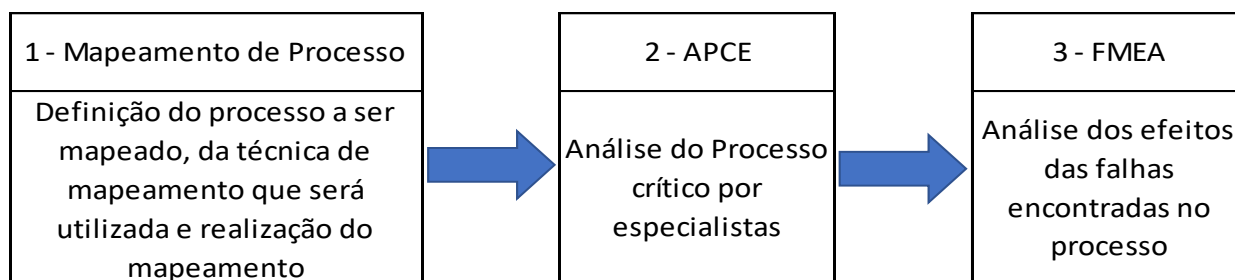 1 - Mapeamento de Processo
Definição do processo a ser
mapeado, da técnica de
mapeamento que será
utilizada e realização do
mapeamento
2 - APCE
Análise do Processo
crítico por
especialistas
3 - FMEA
Análise dos efeitos
das falhas
encontradas no
processo